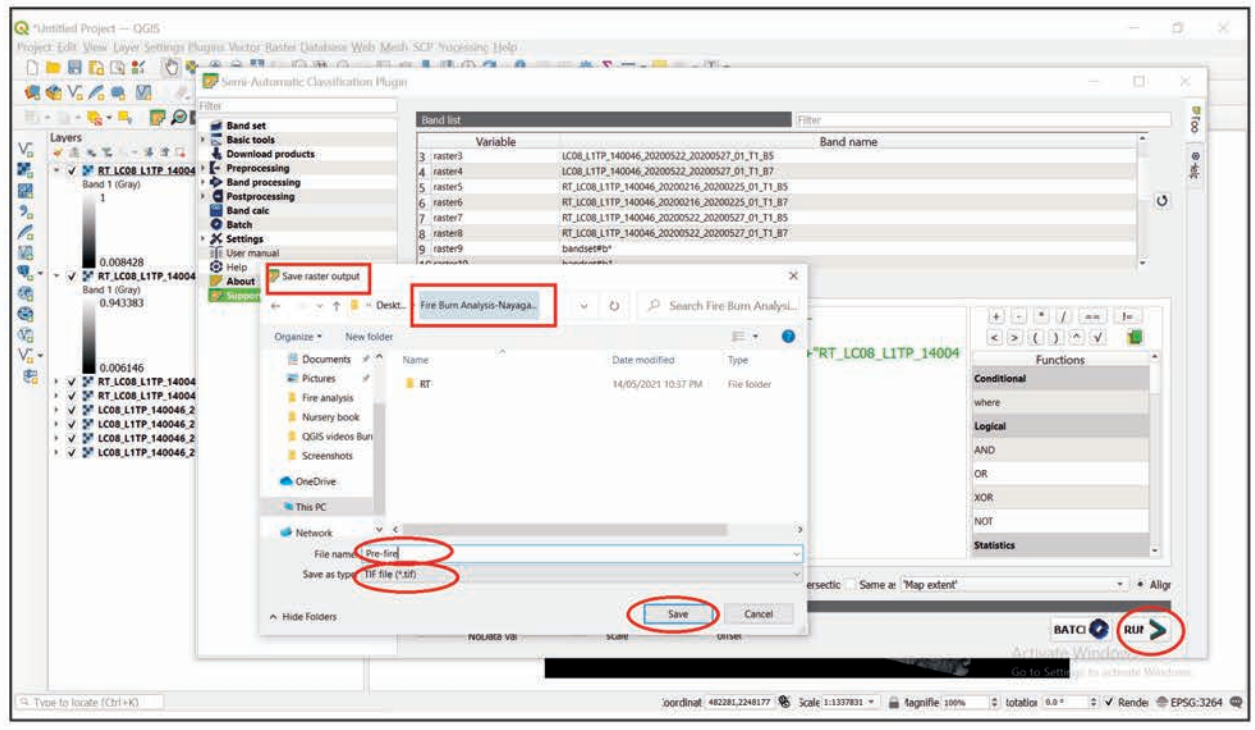 *Untitled Project — QGIS
Project Edit View Layer Settings Plugins Vector Raster Database Web Mesh SCP Processing Help
Semi-Automatic Classification Plugin
Filter
Band set
Basic tools
Download products
Preprocessing
Band processing
Postprocessing
Band calc
Batch
Settings
User manual
Help
About
Suppor
Layers
RT_LC08_L1TP_14004
Band 1 (Gray)
1
0.008428
RT_LC08_L1TP_14004
Band 1 (Gray)
0.943383
0.006146
RT_LC08_L1TP_14004
RT_LC08_L1TP_14004
LC08_L1TP_140046_2
LC08_L1TP_140046_2
LC08_L1TP_140046_2
LC08_L1TP_140046_2
Band list
Filter
Variable Band name
3 raster3 LC08_L1TP_140046_20200522_20200527_01_T1_B5
4 raster4 LC08_L1TP_140046_20200522_20200527_01_T1_B7
5 raster5 RT_LC08_L1TP_140046_20200216_20200225_01_T1_B5
6 raster6 RT_LC08_L1TP_140046_20200216_20200225_01_T1_B7
7 raster7 RT_LC08_L1TP_140046_20200522_20200527_01_T1_B5
8 raster8 RT_LC08_L1TP_140046_20200522_20200527_01_T1_B7
9 raster9 bandset#b*
Save raster output
Deskt... Fire Burn Analysis-Nayaga...
Search Fire Burn Analysi...
Organize New folder
Documents
Pictures
Fire analysis
Nursery book
QGIS videos Burn
Screenshots
OneDrive
This PC
Network
Name Date modified Type
RT 14/05/2021 10:37 PM File folder
File name: Pre-fire
Save as type: TIF file (*.tif)
Hide Folders
Save Cancel
+"RT_LC08_L1TP_14004
+ - * / == !=
< > ( ) ^ √
Functions
Conditional
where
Logical
AND
OR
XOR
NOT
Statistics
ersectic Same as 'Map extent' Align
NoData val scale offset
BATCI RUN
Activate Windows
Go to Settings to activate Windows.
Type to locate (Ctrl+K)
oordinat 482281,2248177 Scale 1:1337831 Magnifie 100% totatioi 0.0 ° Render EPSG:3264